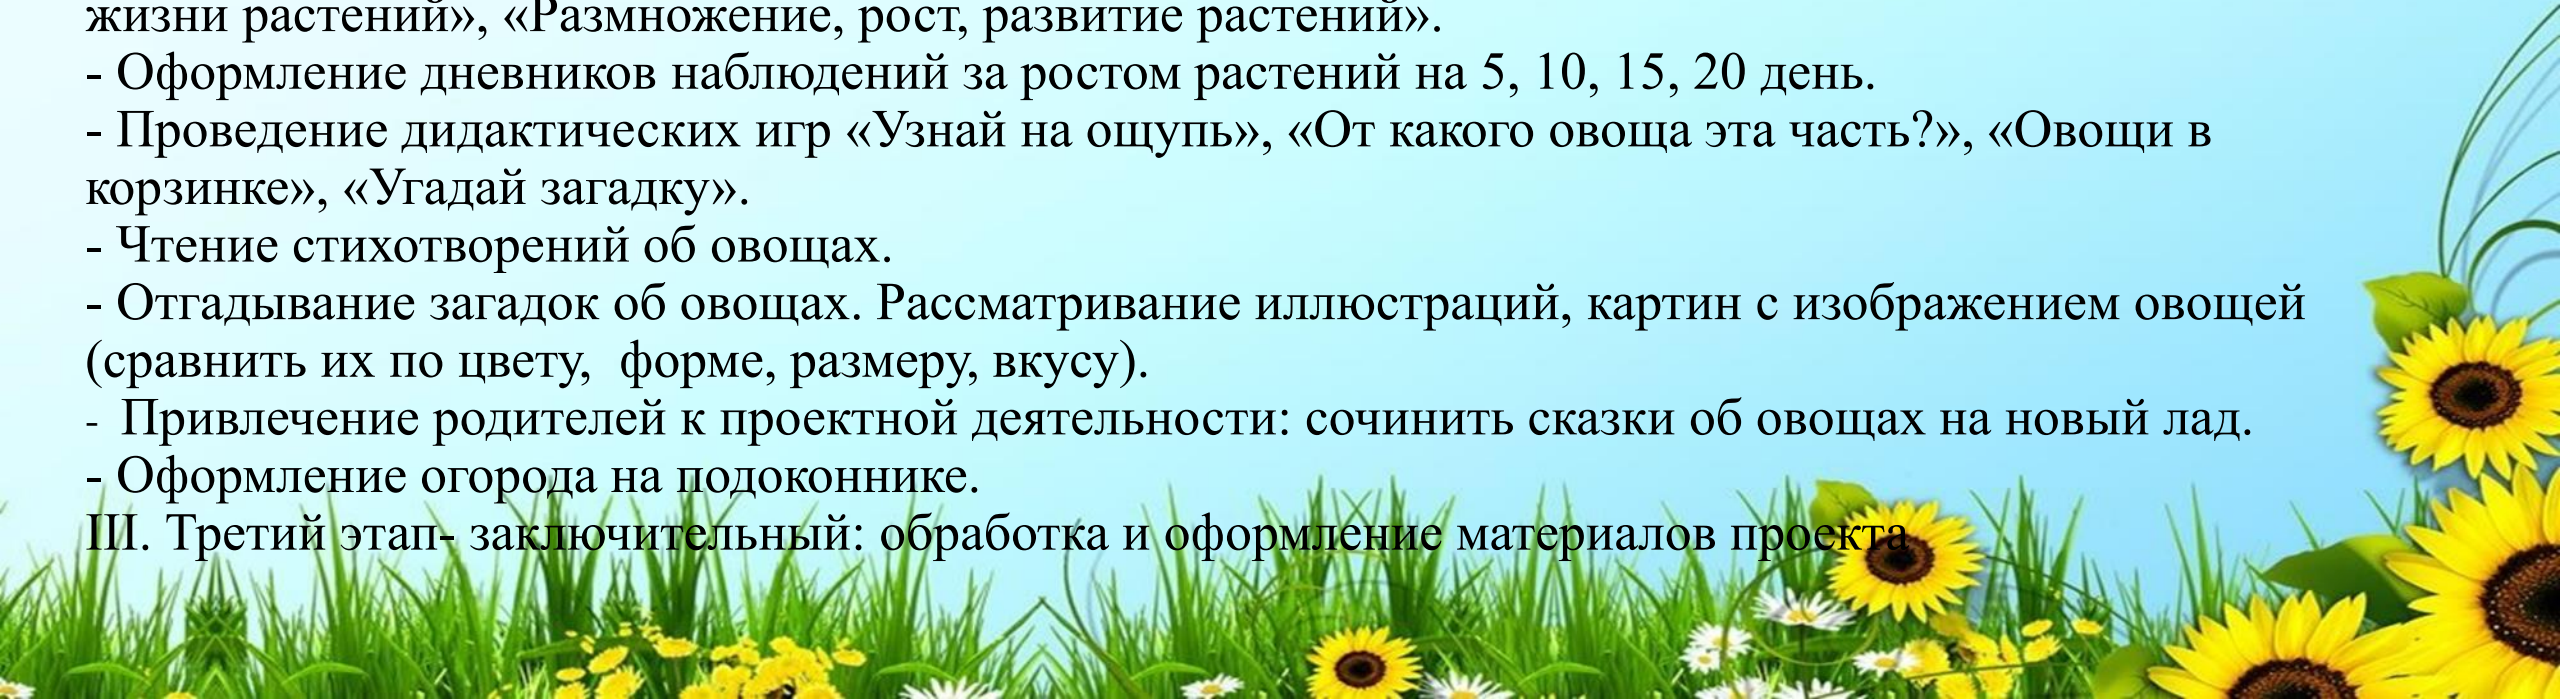 жизни растений», «Размножение, рост, развитие растений».
- Оформление дневников наблюдений за ростом растений на 5, 10, 15, 20 день.
- Проведение дидактических игр «Узнай на ощупь», «От какого овоща эта часть?», «Овощи в
корзинке», «Угадай загадку».
- Чтение стихотворений об овощах.
- Отгадывание загадок об овощах. Рассматривание иллюстраций, картин с изображением овощей
(сравнить их по цвету,  форме, размеру, вкусу).
-  Привлечение родителей к проектной деятельности: сочинить сказки об овощах на новый лад.
- Оформление огорода на подоконнике.
III. Третий этап- заключительный: обработка и оформление материалов проекта